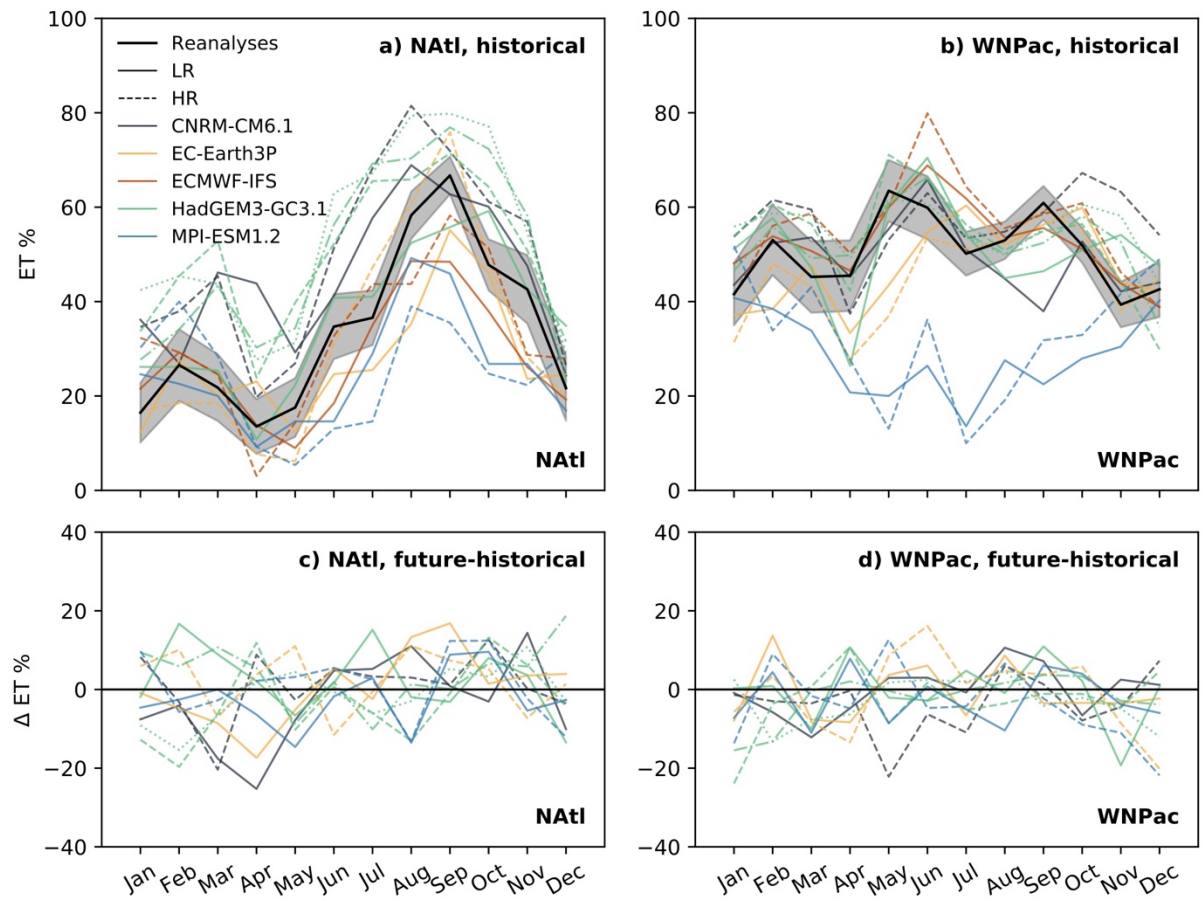 a) NAtl, historical
b) WNPac, historical
ET %
100
80
60
40
20
0
Reanalyses
LR
HR
CNRM-CM6.1
EC-Earth3P
ECMWF-IFS
HadGEM3-GC3.1
MPI-ESM1.2
NAtl
100
80
60
40
20
0
WNPac
c) NAtl, future-historical
d) WNPac, future-historical
Δ ET %
40
20
0
−20
−40
NAtl
40
20
0
−20
−40
WNPac
Jan Feb Mar Apr May Jun Jul Aug Sep Oct Nov Dec
Jan Feb Mar Apr May Jun Jul Aug Sep Oct Nov Dec